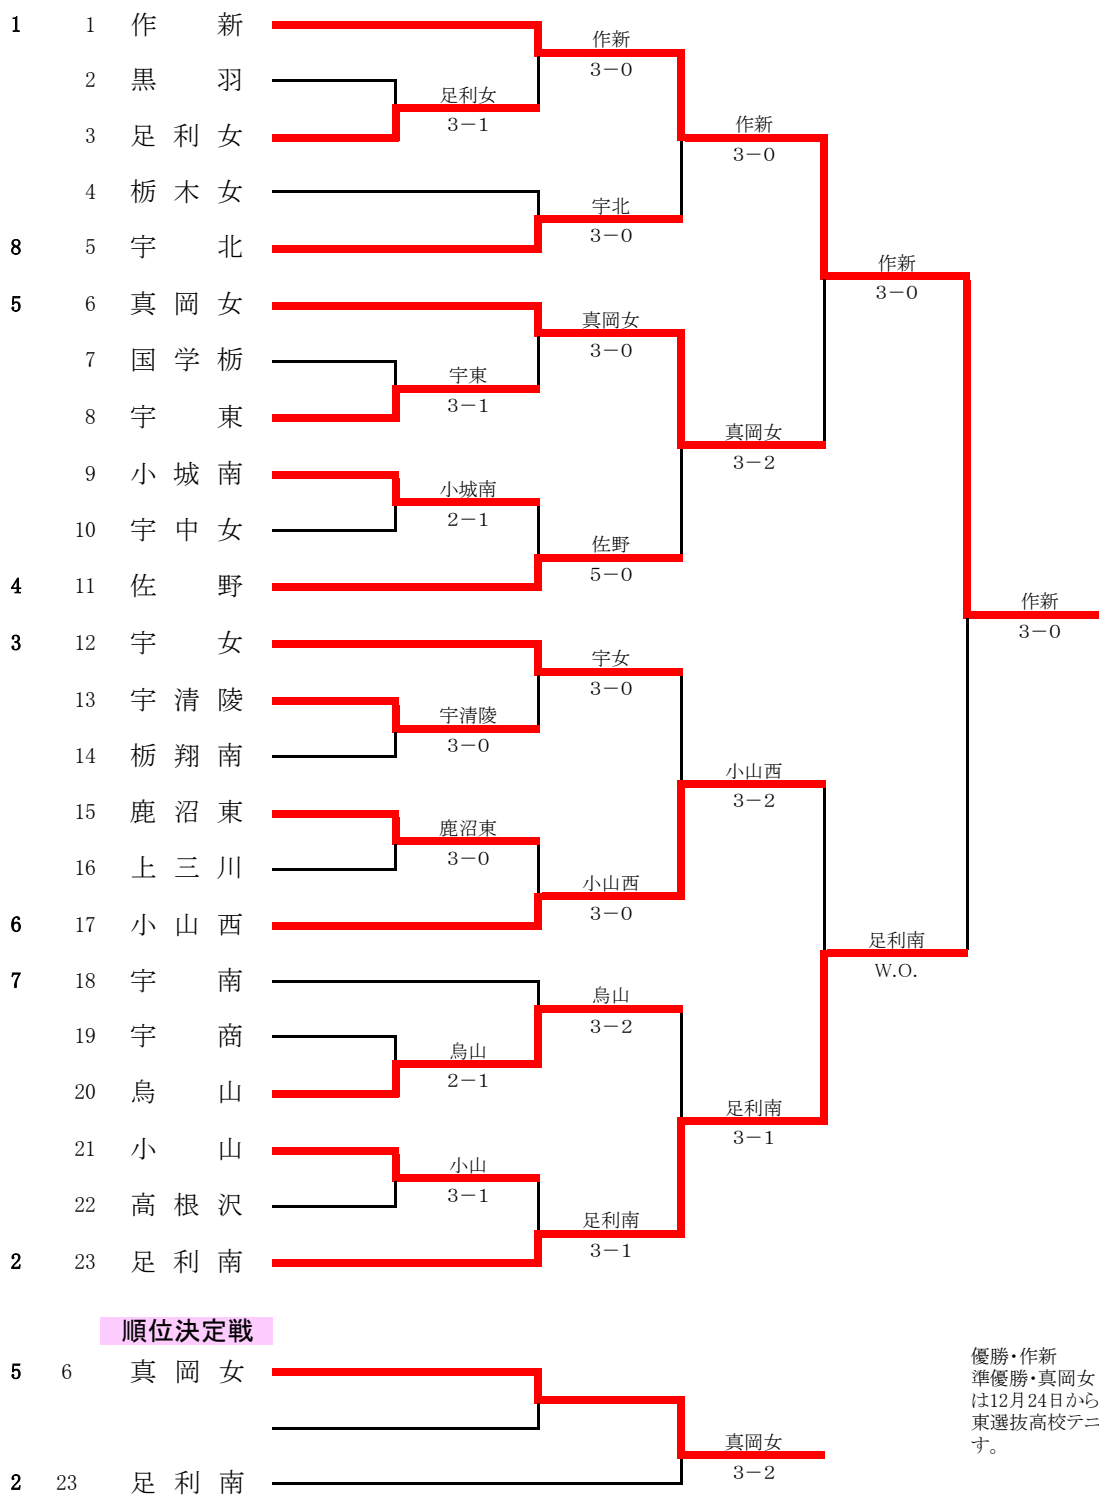 1 1 作新
作新
3-0
2 黒羽
足利女
3-1
3 足利女
作新
3-0
4 栃木女
宇北
3-0
8 5 宇北
作新
3-0
5 6 真岡女
真岡女
3-0
7 国学栃
宇東
3-1
8 宇東
真岡女
3-2
9 小城南
小城南
2-1
10 宇中女
佐野
5-0
4 11 佐野
作新
3-0
3 12 宇女
宇女
3-0
13 宇清陵
宇清陵
3-0
14 栃翔南
小山西
3-2
15 鹿沼東
鹿沼東
3-0
16 上三川
小山西
3-0
6 17 小山西
足利南
W.O.
7 18 宇南
烏山
3-2
19 宇商
烏山
2-1
20 烏山
足利南
3-1
21 小山
小山
3-1
22 高根沢
足利南
3-1
2 23 足利南
順位決定戦
5 6 真岡女
真岡女
3-2
2 23 足利南
優勝・作新
準優勝・真岡女
は12月24日から
東選抜高校テニ
す。